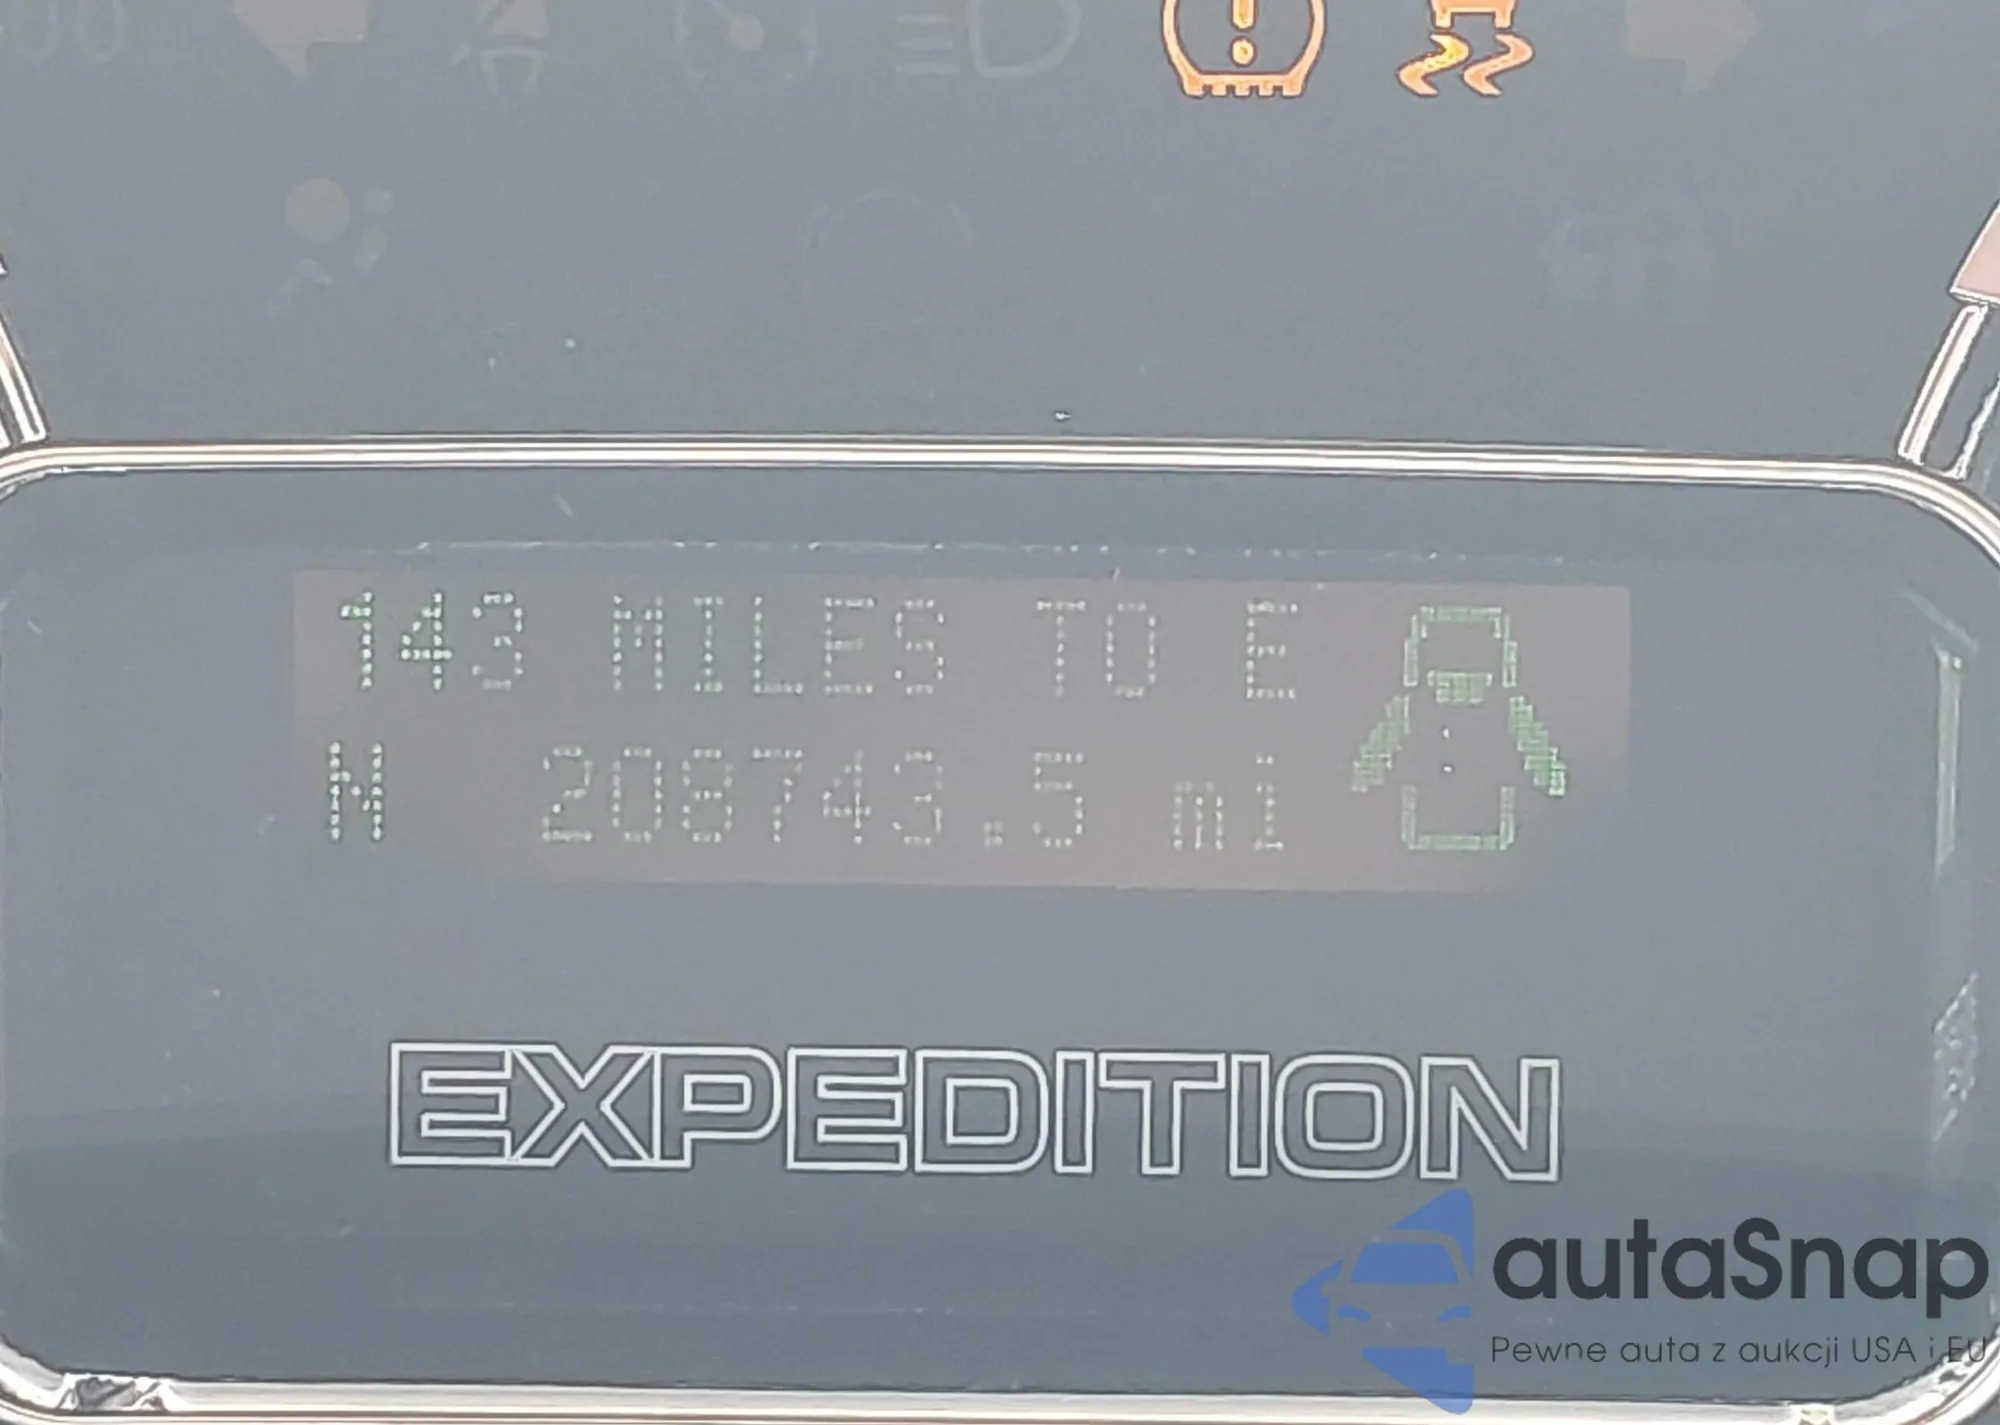 143 MILES TO E
N 208743.5 mi
EXPEDITION
autaSnap
Pewne auta z aukcji USA i EU